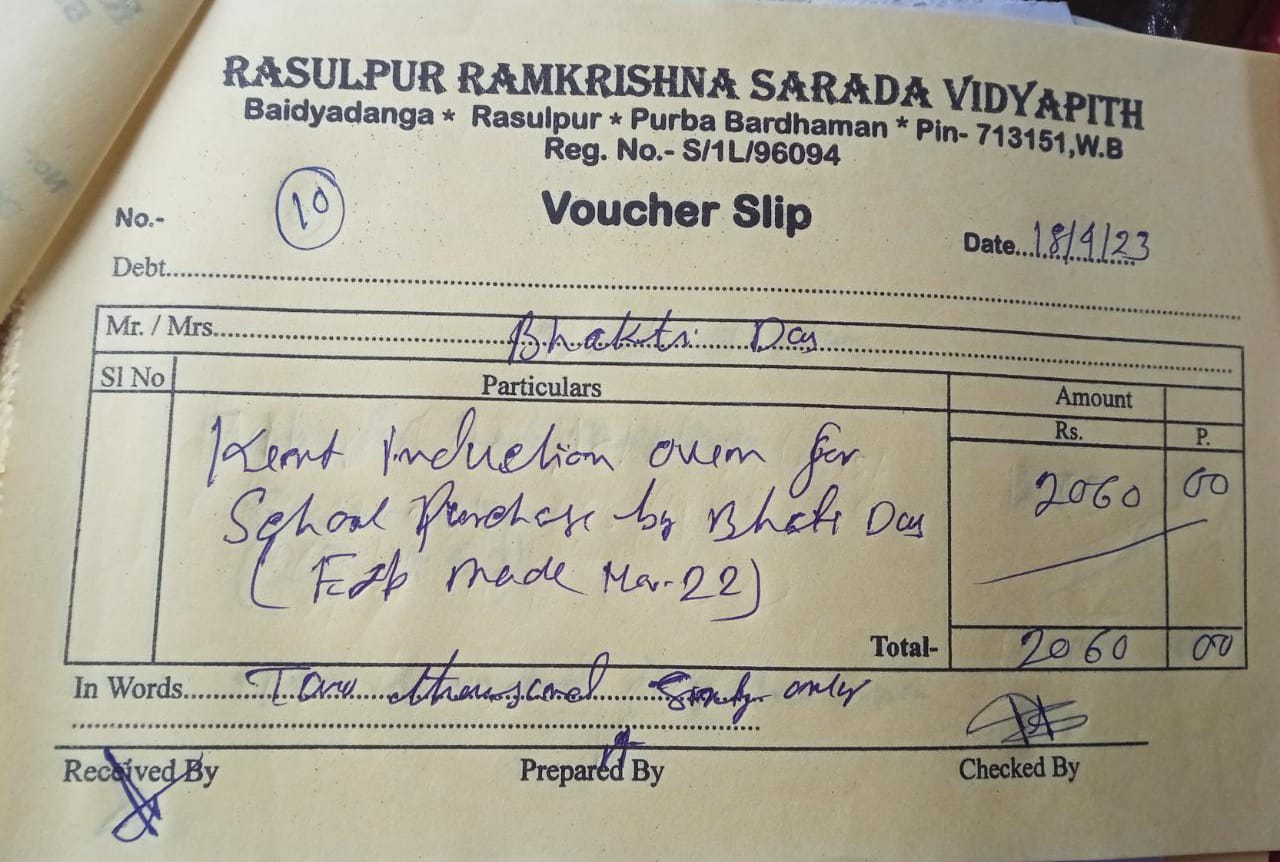 RASULPUR RAMKRISHNA SARADA VIDYAPITH
Baidyadanga * Rasulpur * Purba Bardhaman * Pin- 713151,W.B
Reg. No.- S/1L/96094
Voucher Slip
No.- 10
Date...18/4/23
Debt
Mr. / Mrs. Bhakti Das
Sl No Particulars Amount
Rs. P.
Kent Induction oven for
School Purchase by Bhakti Das 2060 00
(Exp made Mar-22)
Total- 2060 00
In Words Two thousand Sixty only
Received By Prepared By Checked By